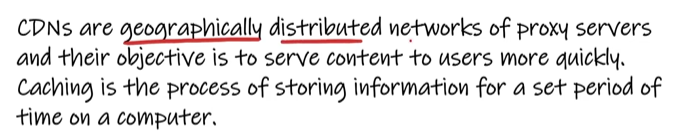 CDNs are geographically distributed networks of proxy servers
and their objective is to serve content to users more quickly.
Caching is the process of storing information for a set period of
time on a computer.